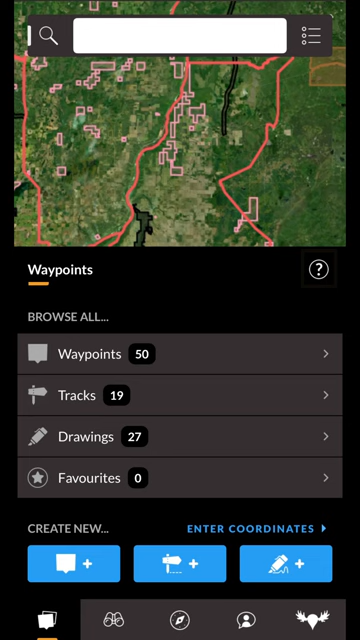 Waypoints
?
BROWSE ALL...
Waypoints 50
Tracks 19
Drawings 27
Favourites 0
CREATE NEW...
ENTER COORDINATES